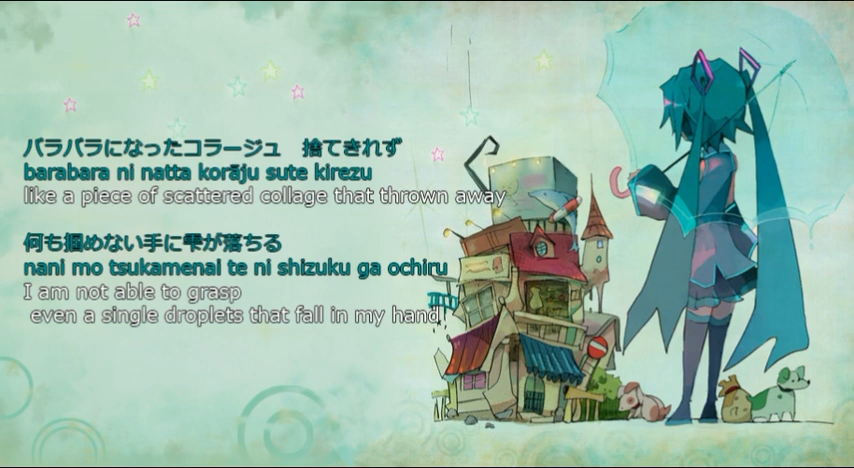 バラバラになったコラージュ　捨てきれず
barabara ni natta korāju sute kirezu
like a piece of scattered collage that thrown away
何も掴めない手に雫が落ちる
nani mo tsukamenai te ni shizuku ga ochiru
I am not able to grasp
even a single droplets that fall in my hand